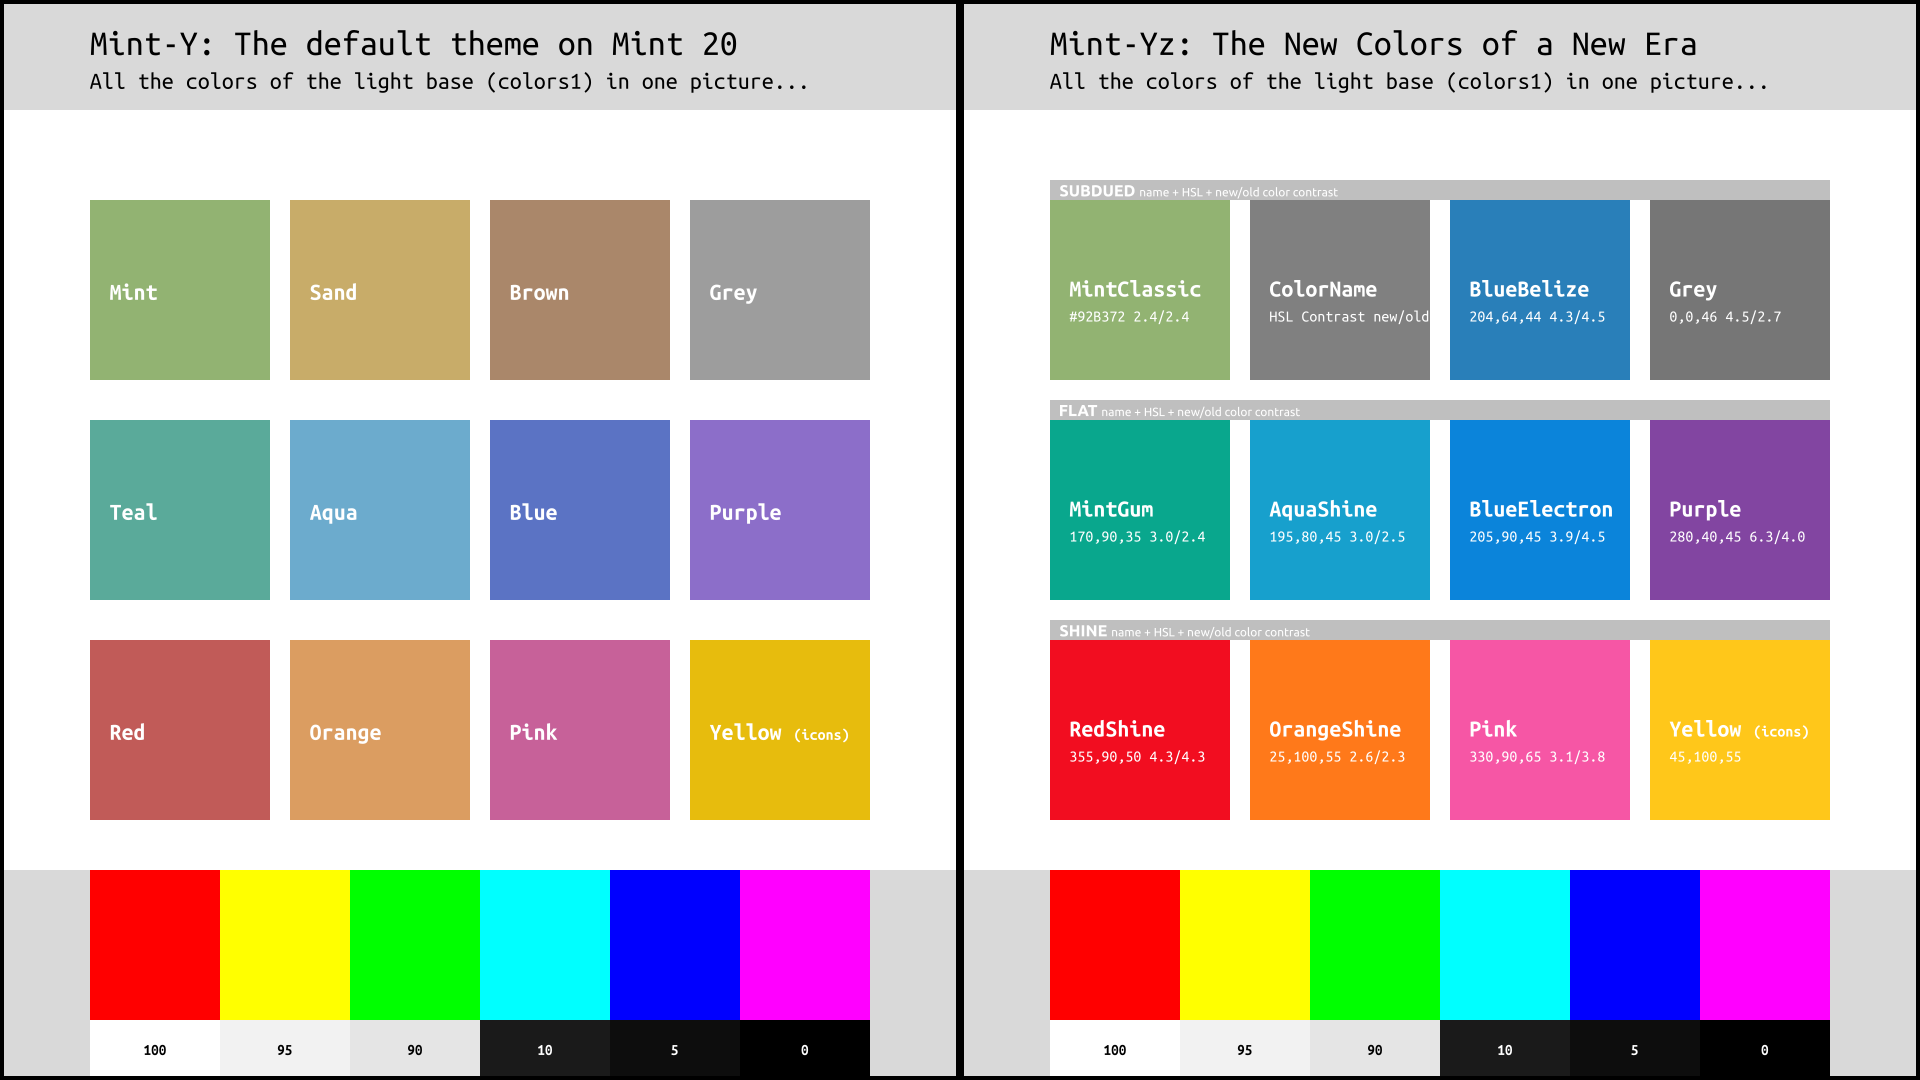 Mint-Y: The default theme on Mint 20
All the colors of the light base (colors1) in one picture...
Mint
Sand
Brown
Grey
Teal
Aqua
Blue
Purple
Red
Orange
Pink
Yellow (icons)
100
95
90
10
5
0
Mint-Yz: The New Colors of a New Era
All the colors of the light base (colors1) in one picture...
SUBDUED name + HSL + new/old color contrast
MintClassic
#92B372 2.4/2.4
ColorName
HSL Contrast new/old
BlueBelize
204,64,44 4.3/4.5
Grey
0,0,46 4.5/2.7
FLAT name + HSL + new/old color contrast
MintGum
170,90,35 3.0/2.4
AquaShine
195,80,45 3.0/2.5
BlueElectron
205,90,45 3.9/4.5
Purple
280,40,45 6.3/4.0
SHINE name + HSL + new/old color contrast
RedShine
355,90,50 4.3/4.3
OrangeShine
25,100,55 2.6/2.3
Pink
330,90,65 3.1/3.8
Yellow (icons)
45,100,55
100
95
90
10
5
0